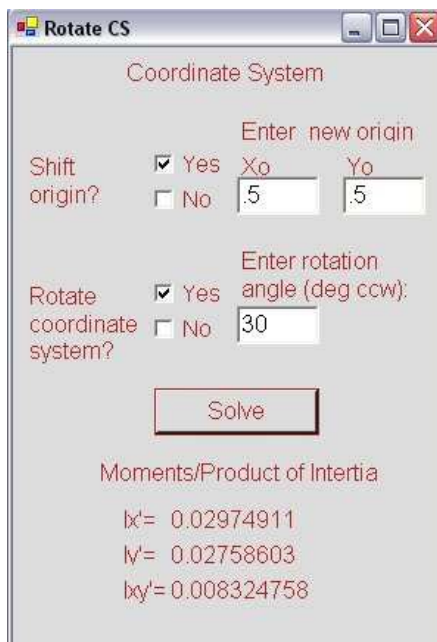 Rotate CS
Coordinate System
Enter new origin
Shift origin?
Yes
No
Xo
Yo
.5
.5
Enter rotation
angle (deg ccw):
Rotate
coordinate
system?
Yes
No
30
Solve
Moments/Product of Intertia
Ix'= 0.02974911
Iy'= 0.02758603
Ixy'= 0.008324758